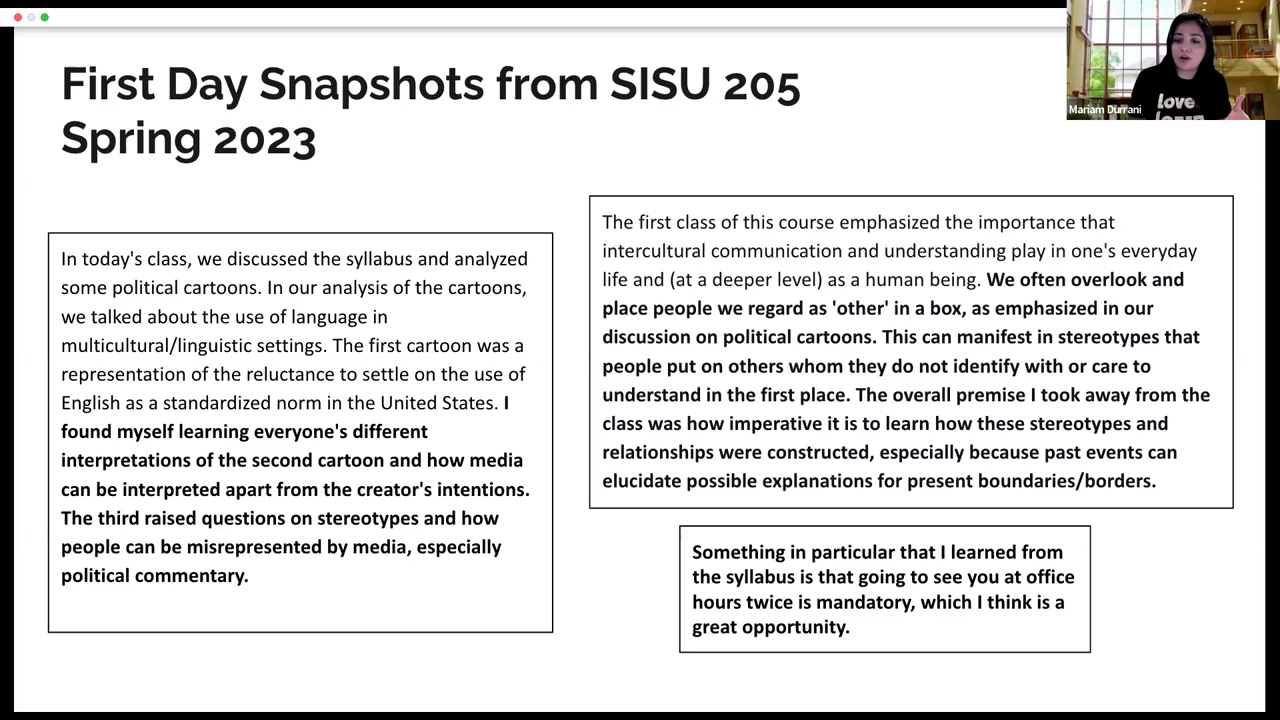 First Day Snapshots from SISU 205
Spring 2023
Mariam Durrani
love
In today's class, we discussed the syllabus and analyzed
some political cartoons. In our analysis of the cartoons,
we talked about the use of language in
multicultural/linguistic settings. The first cartoon was a
representation of the reluctance to settle on the use of
English as a standardized norm in the United States. I
found myself learning everyone's different
interpretations of the second cartoon and how media
can be interpreted apart from the creator's intentions.
The third raised questions on stereotypes and how
people can be misrepresented by media, especially
political commentary.
The first class of this course emphasized the importance that
intercultural communication and understanding play in one's everyday
life and (at a deeper level) as a human being. We often overlook and
place people we regard as 'other' in a box, as emphasized in our
discussion on political cartoons. This can manifest in stereotypes that
people put on others whom they do not identify with or care to
understand in the first place. The overall premise I took away from the
class was how imperative it is to learn how these stereotypes and
relationships were constructed, especially because past events can
elucidate possible explanations for present boundaries/borders.
Something in particular that I learned from
the syllabus is that going to see you at office
hours twice is mandatory, which I think is a
great opportunity.